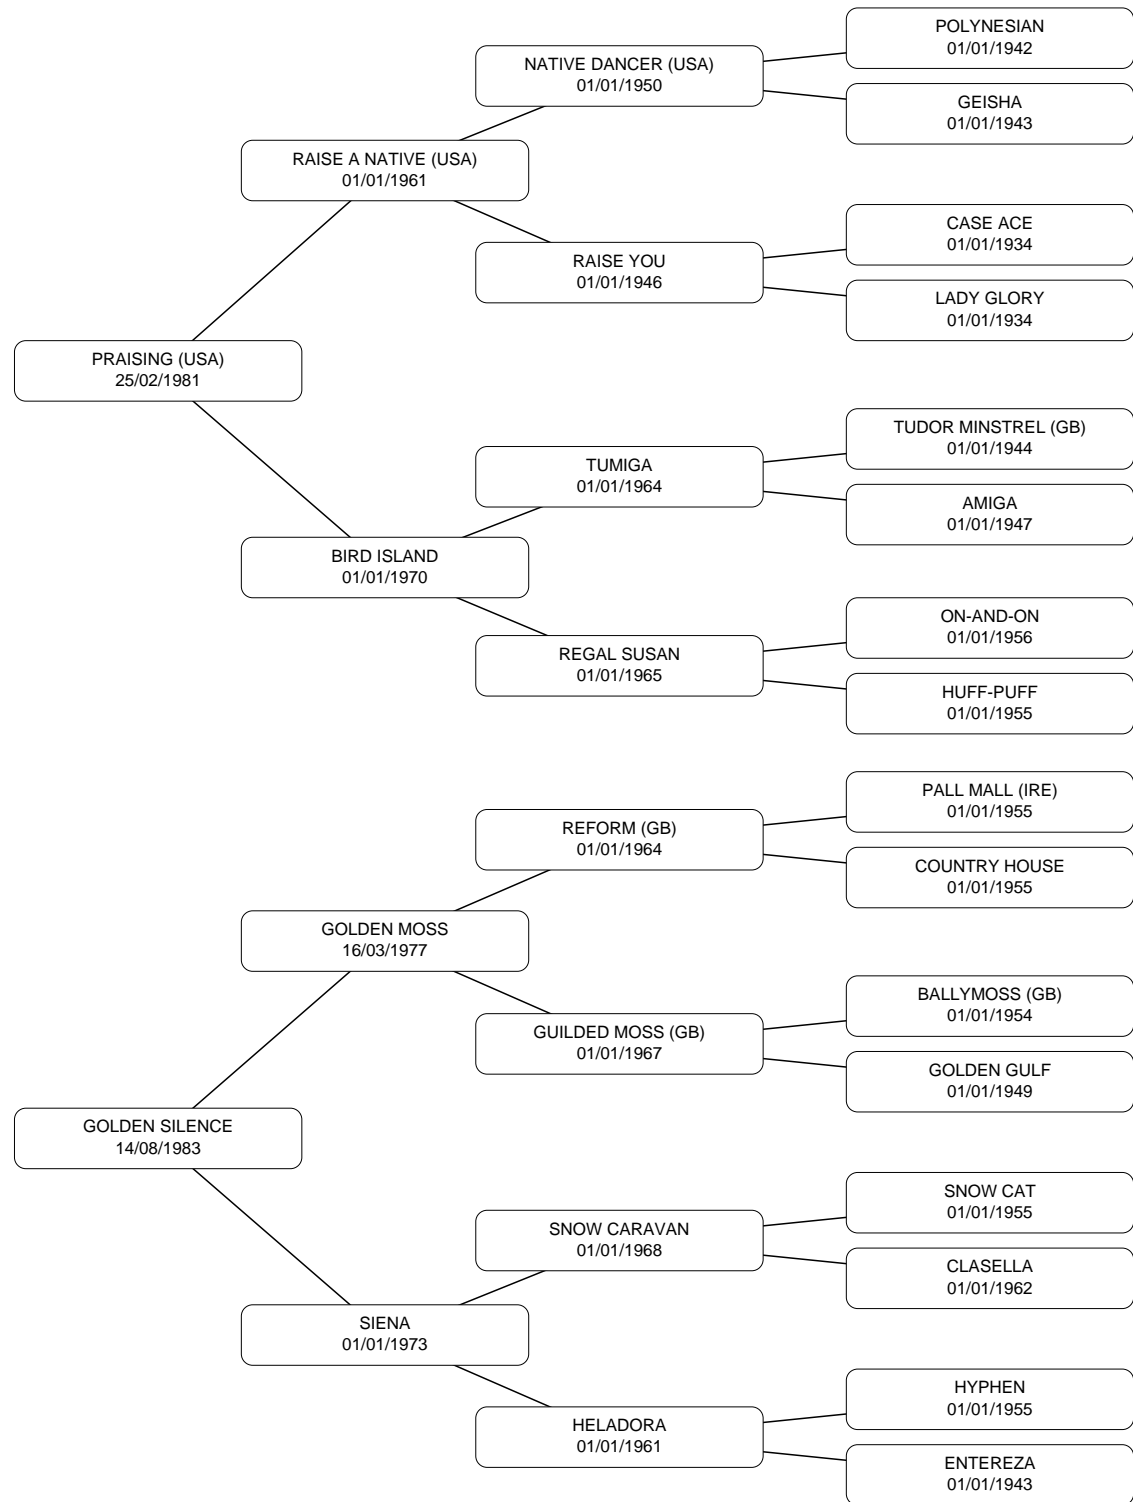 POLYNESIAN
01/01/1942
NATIVE DANCER (USA)
01/01/1950
GEISHA
01/01/1943
RAISE A NATIVE (USA)
01/01/1961
CASE ACE
01/01/1934
RAISE YOU
01/01/1946
LADY GLORY
01/01/1934
PRAISING (USA)
25/02/1981
TUDOR MINSTREL (GB)
01/01/1944
TUMIGA
01/01/1964
AMIGA
01/01/1947
BIRD ISLAND
01/01/1970
ON-AND-ON
01/01/1956
REGAL SUSAN
01/01/1965
HUFF-PUFF
01/01/1955
PALL MALL (IRE)
01/01/1955
REFORM (GB)
01/01/1964
COUNTRY HOUSE
01/01/1955
GOLDEN MOSS
16/03/1977
BALLYMOSS (GB)
01/01/1954
GUILDED MOSS (GB)
01/01/1967
GOLDEN GULF
01/01/1949
GOLDEN SILENCE
14/08/1983
SNOW CAT
01/01/1955
SNOW CARAVAN
01/01/1968
CLASELLA
01/01/1962
SIENA
01/01/1973
HYPHEN
01/01/1955
HELADORA
01/01/1961
ENTEREZA
01/01/1943